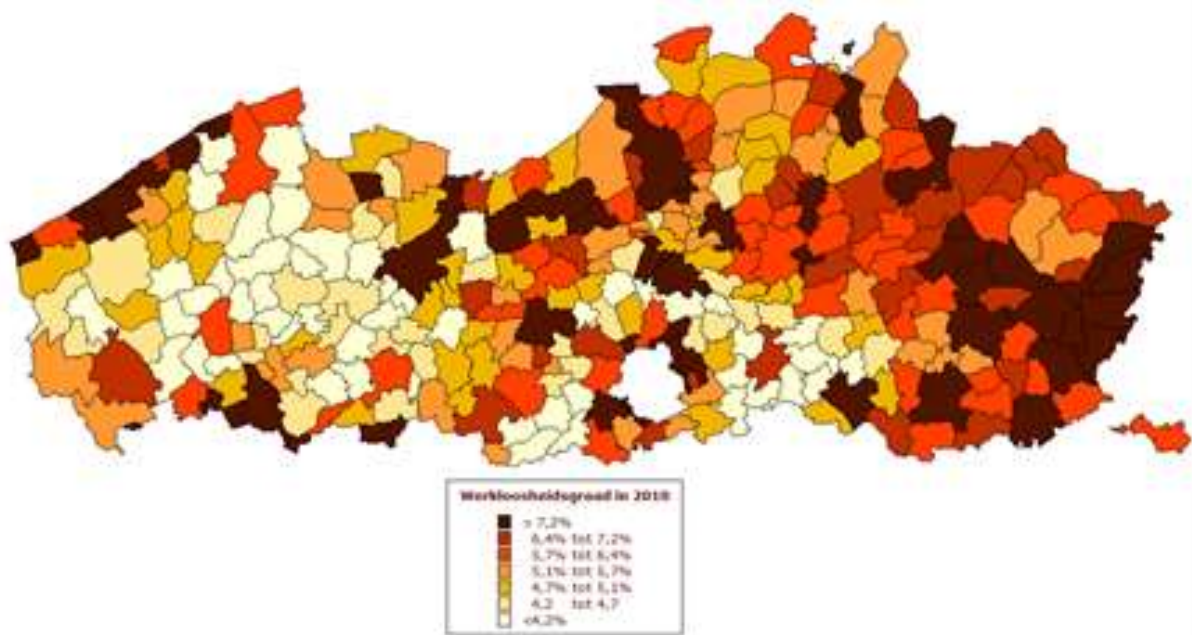 Werkloosheidsgraad in 2010
> 7,2%
6,4% tot 7,2%
5,7% tot 6,4%
5,1% tot 5,7%
4,7% tot 5,1%
4,2 tot 4,7
<4,2%